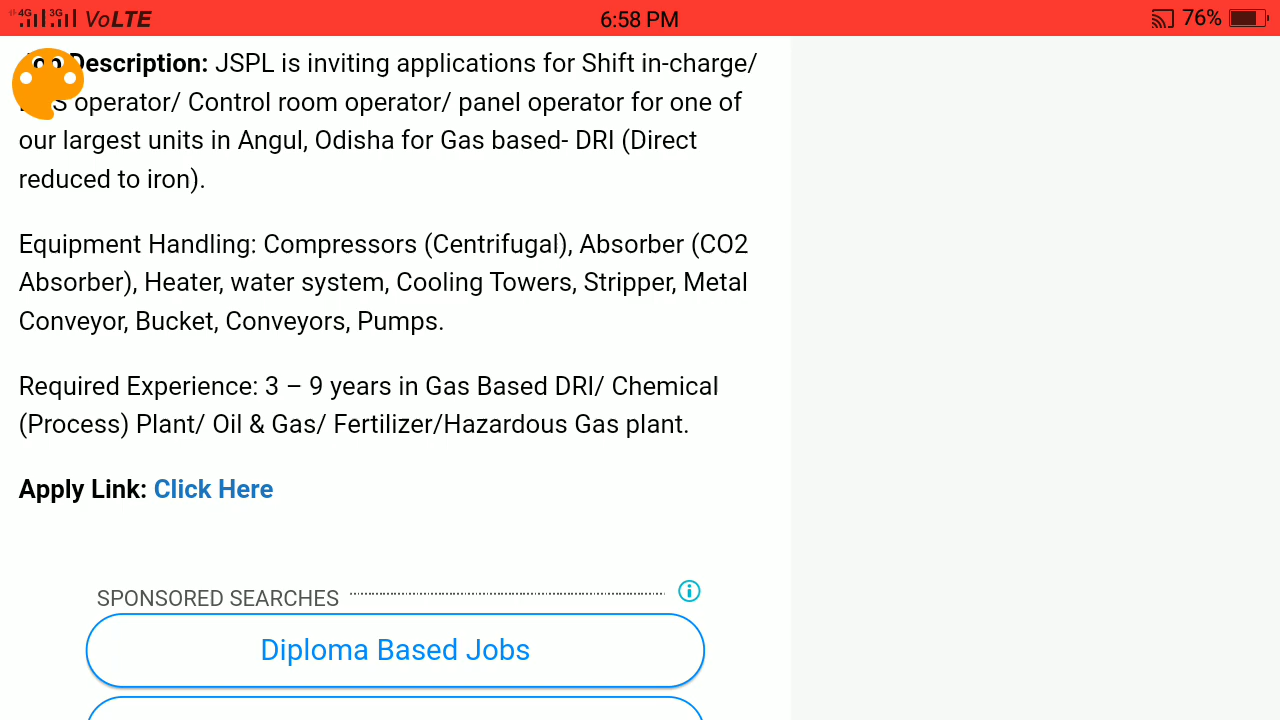 4G 3G VoLTE 6:58 PM 76%
Description: JSPL is inviting applications for Shift in-charge/
operator/ Control room operator/ panel operator for one of
our largest units in Angul, Odisha for Gas based- DRI (Direct
reduced to iron).
Equipment Handling: Compressors (Centrifugal), Absorber (CO2
Absorber), Heater, water system, Cooling Towers, Stripper, Metal
Conveyor, Bucket, Conveyors, Pumps.
Required Experience: 3 – 9 years in Gas Based DRI/ Chemical
(Process) Plant/ Oil & Gas/ Fertilizer/Hazardous Gas plant.
Apply Link: Click Here
SPONSORED SEARCHES
Diploma Based Jobs